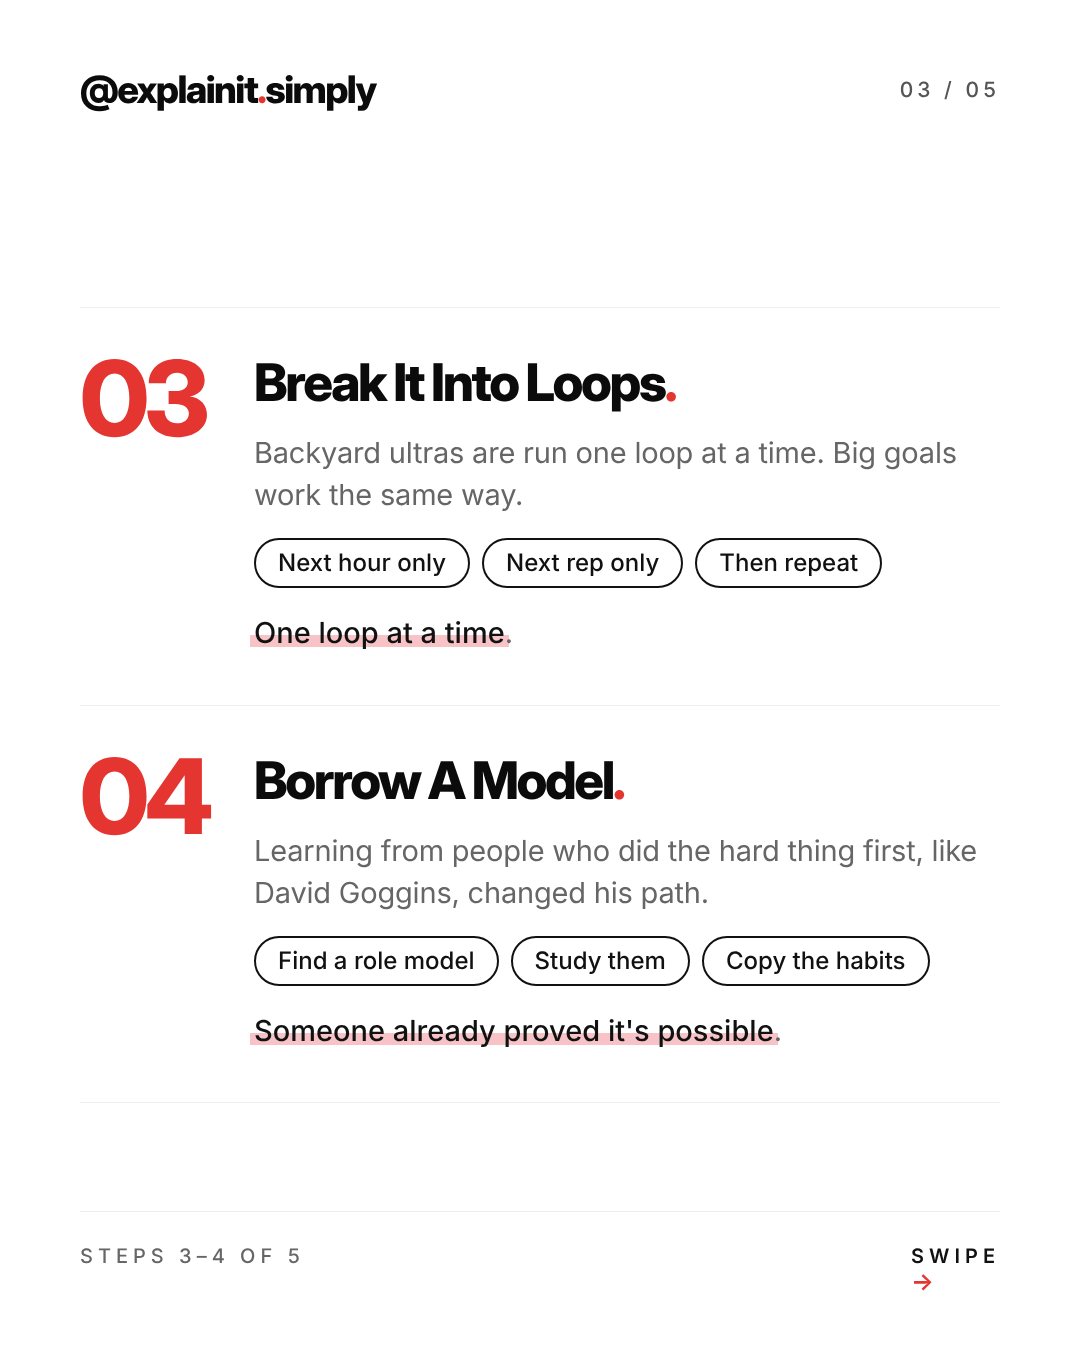 @explainit.simply
03 / 05
03
Break It Into Loops.
Backyard ultras are run one loop at a time. Big goals
work the same way.
Next hour only
Next rep only
Then repeat
One loop at a time.
04
Borrow A Model.
Learning from people who did the hard thing first, like
David Goggins, changed his path.
Find a role model
Study them
Copy the habits
Someone already proved it's possible.
STEPS 3–4 OF 5
SWIPE
→